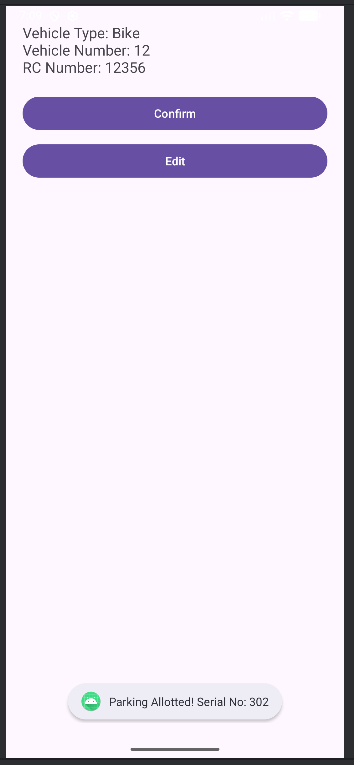 Vehicle Type: Bike
Vehicle Number: 12
RC Number: 12356
Confirm
Edit
Parking Allotted! Serial No: 302